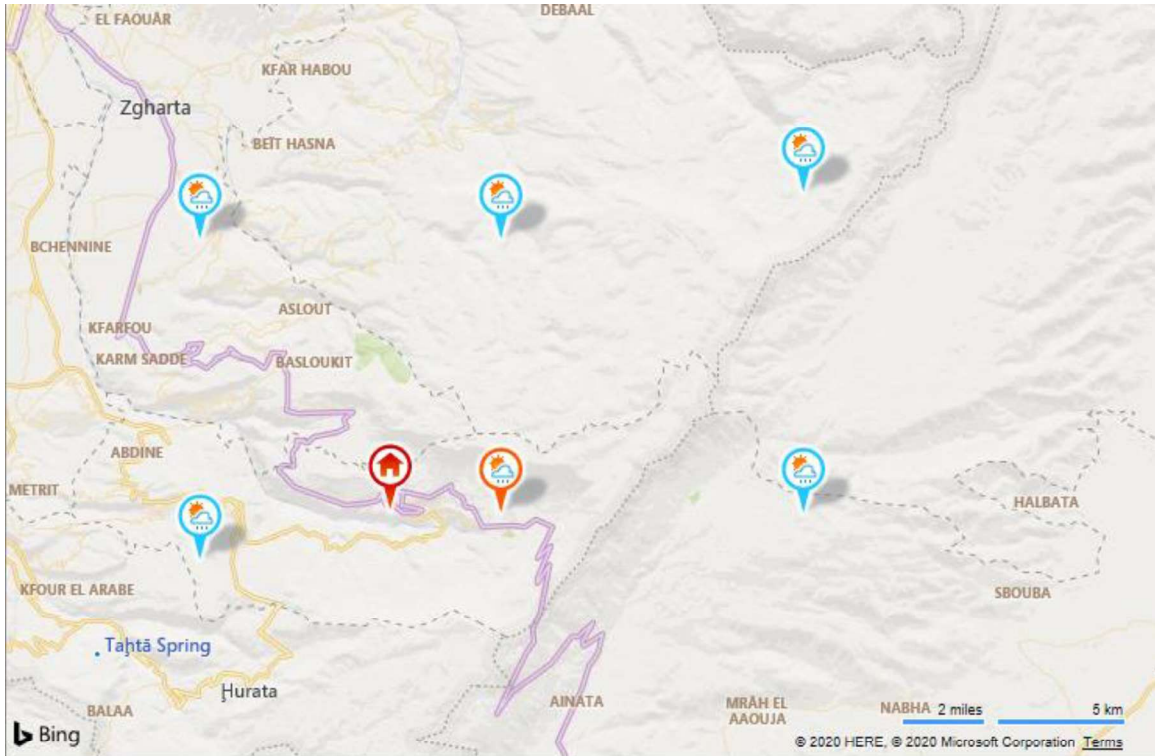 DEBAAL
EL FAOUÂR
KFAR HABOU
Zgharta
BEÏT HASNA
BCHENNINE
ASLOUT
KFARFOU
KARM SADDE
BASLOUKIT
ABDINE
METRIT
HALBATA
KFOUR EL ARABE
SBOUBA
Taḩtā Spring
Ḩurata
AINATA
MRÂH EL
AAOUJA
NABHA
BALAA
2 miles
5 km
Bing
© 2020 HERE, © 2020 Microsoft Corporation Terms